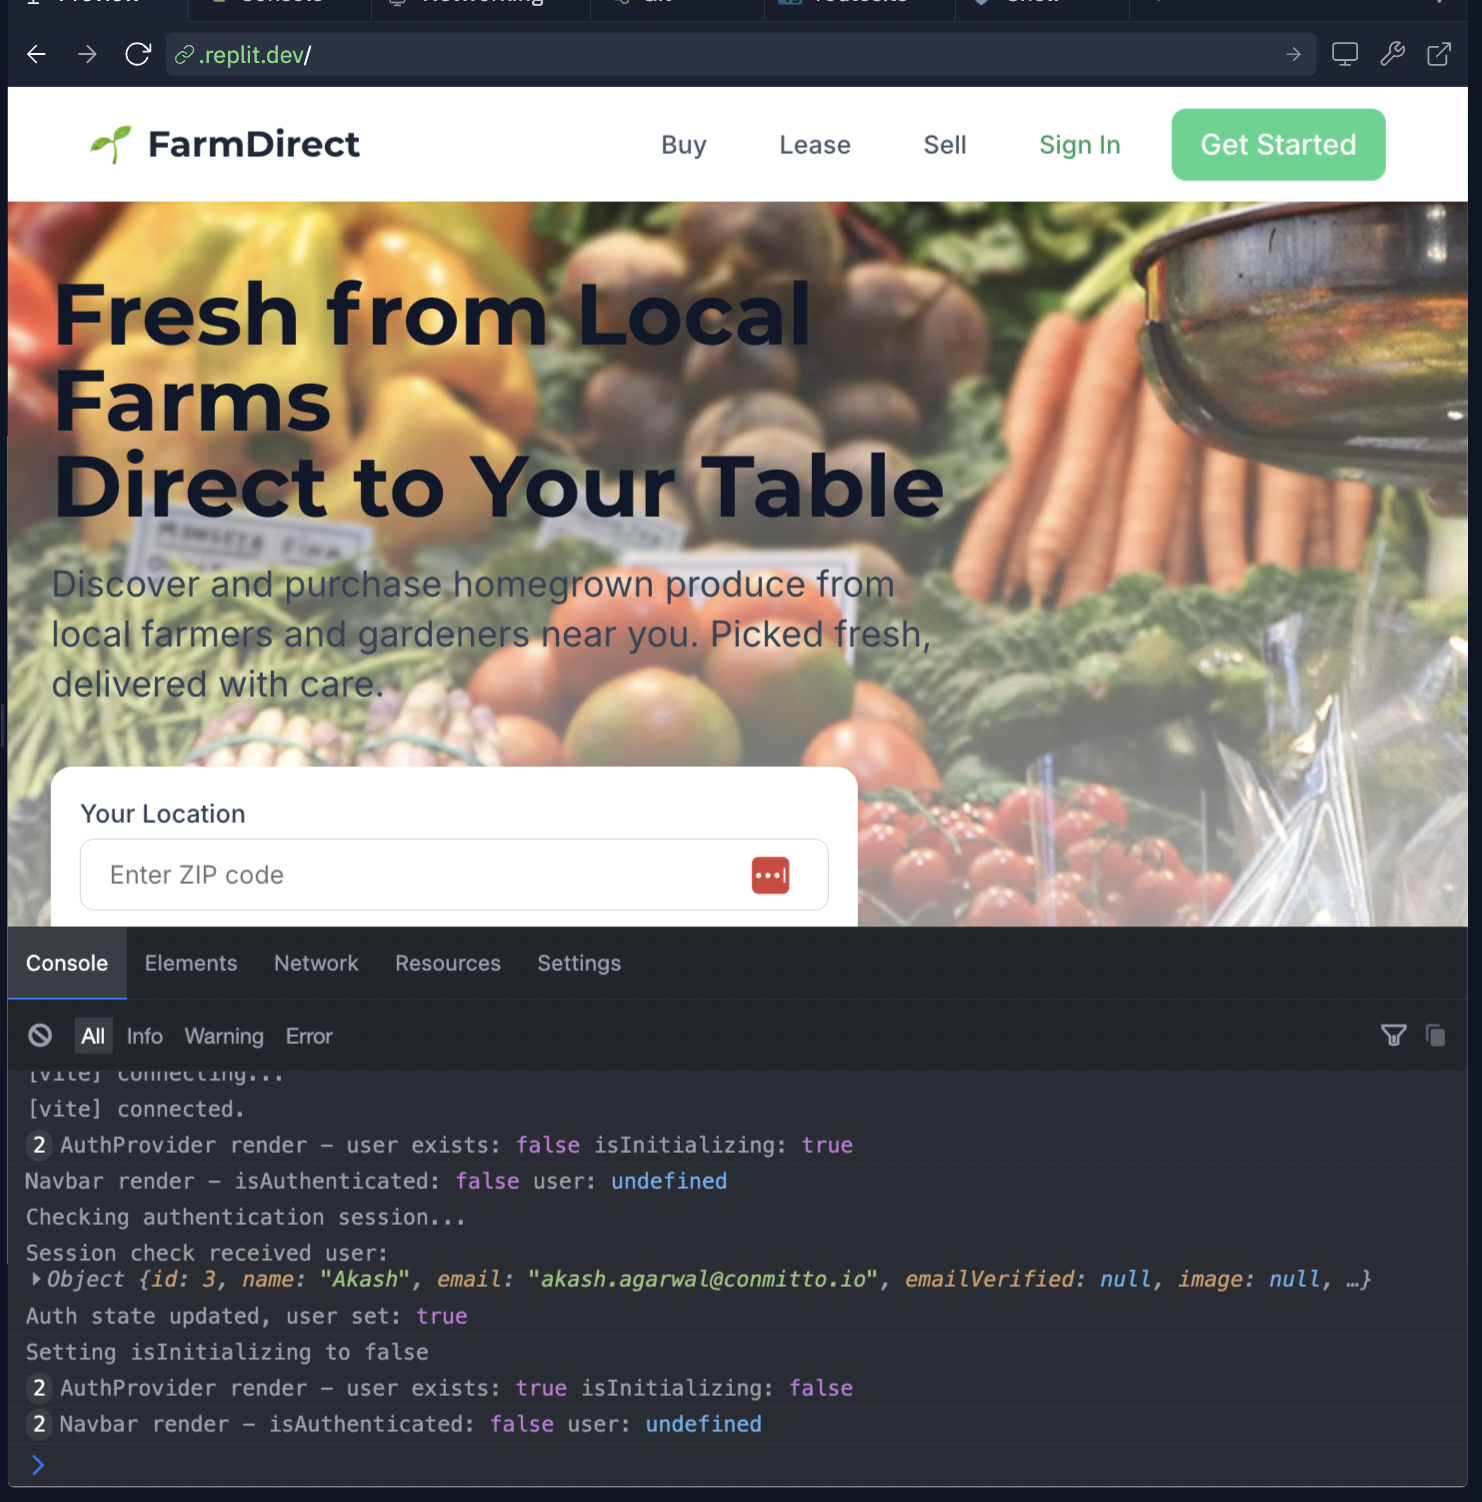 .replit.dev/
FarmDirect
Buy
Lease
Sell
Sign In
Get Started
Fresh from Local
Farms
Direct to Your Table
Discover and purchase homegrown produce from
local farmers and gardeners near you. Picked fresh,
delivered with care.
Your Location
Enter ZIP code
Console
Elements
Network
Resources
Settings
All
Info
Warning
Error
[vite] connecting...
[vite] connected.
2 AuthProvider render – user exists: false isInitializing: true
Navbar render – isAuthenticated: false user: undefined
Checking authentication session...
Session check received user:
Object {id: 3, name: "Akash", email: "akash.agarwal@conmitto.io", emailVerified: null, image: null, …}
Auth state updated, user set: true
Setting isInitializing to false
2 AuthProvider render – user exists: true isInitializing: false
2 Navbar render – isAuthenticated: false user: undefined